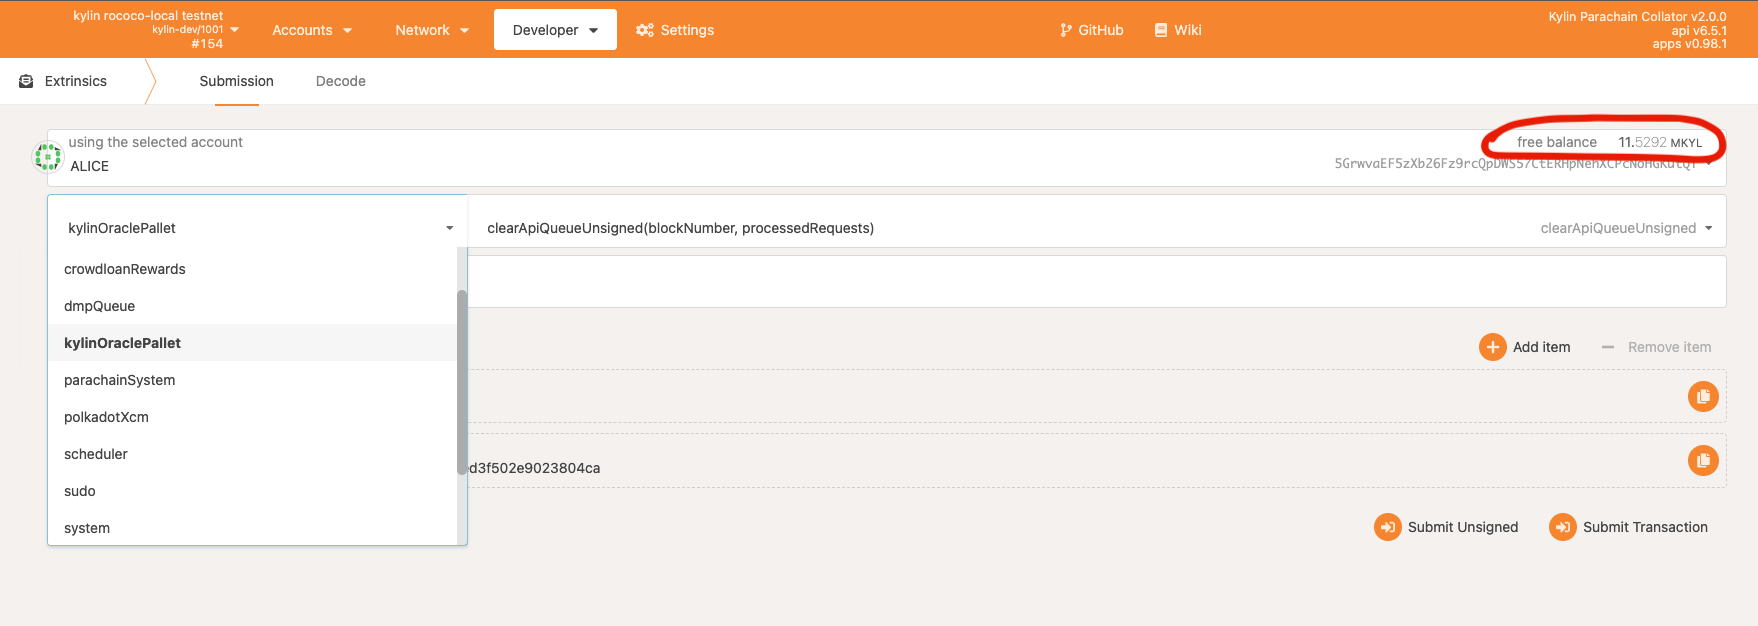 kylin rococo-local testnet
kylin-dev/1001
#154
Accounts
Network
Developer
Settings
GitHub
Wiki
Kylin Parachain Collator v2.0.0
api v6.5.1
apps v0.98.1
Extrinsics
Submission
Decode
using the selected account
ALICE
free balance 11.5292 MKYL
5GrwvaEF5zXb26Fz9rcQpDWS57CtERHpNehXCPcNoHGKutQY
kylinOraclePallet
clearApiQueueUnsigned(blockNumber, processedRequests)
clearApiQueueUnsigned
crowdloanRewards
dmpQueue
kylinOraclePallet
parachainSystem
polkadotXcm
scheduler
sudo
system
Add item
Remove item
ed3f502e9023804ca
Submit Unsigned
Submit Transaction